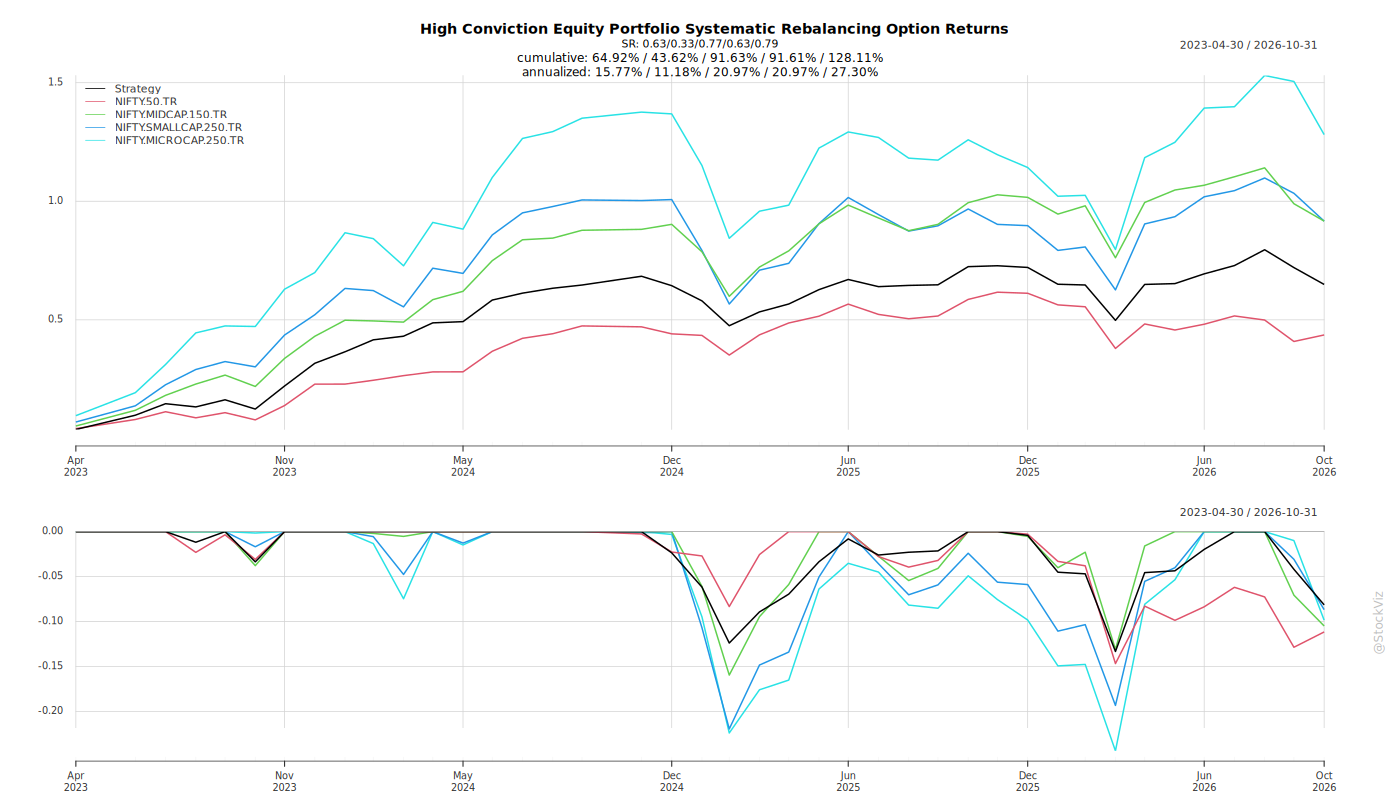 High Conviction Equity Portfolio Systematic Rebalancing Option Returns
SR: 0.63/0.33/0.77/0.63/0.79
2023-04-30 / 2026-10-31
cumulative: 64.92% / 43.62% / 91.63% / 91.61% / 128.11%
annualized: 15.77% / 11.18% / 20.97% / 20.97% / 27.30%
1.5
1.0
0.5
Strategy
NIFTY.50.TR
NIFTY.MIDCAP.150.TR
NIFTY.SMALLCAP.250.TR
NIFTY.MICROCAP.250.TR
Apr Nov May Dec Jun Dec Jun Oct
2023 2023 2024 2024 2025 2025 2026 2026
2023-04-30 / 2026-10-31
0.00
-0.05
-0.10
-0.15
-0.20
Apr Nov May Dec Jun Dec Jun Oct
2023 2023 2024 2024 2025 2025 2026 2026
@StockViz